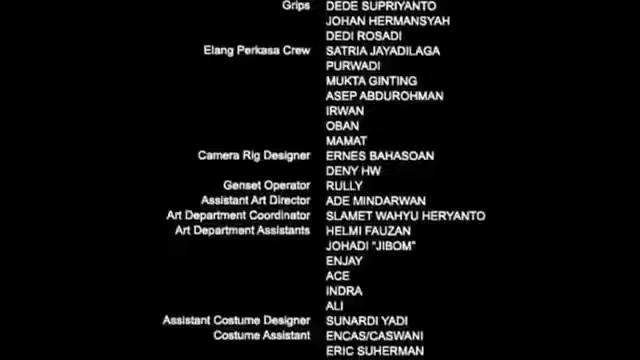 Grips DEDE SUPRIYANTO
JOHAN HERMANSYAH
DEDI ROSADI
Elang Perkasa Crew SATRIA JAYADILAGA
PURWADI
MUKTA GINTING
ASEP ABDUROHMAN
IRWAN
OBAN
MAMAT
Camera Rig Designer ERNES BAHASOAN
DENY HW
Genset Operator RULLY
Assistant Art Director ADE MINDARWAN
Art Department Coordinator SLAMET WAHYU HERYANTO
Art Department Assistants HELMI FAUZAN
JOHADI "JIBOM"
ENJAY
ACE
INDRA
ALI
Assistant Costume Designer SUNARDI YADI
Costume Assistant ENCAS/CASWANI
ERIC SUHERMAN